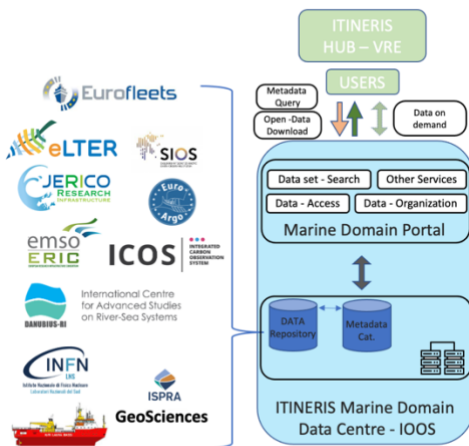 ITINERIS
HUB – VRE
USERS
Metadata
Query
Open -Data
Download
Data on
demand
Eurofleets
eLTER
SIOS
JERICO
RESEARCH
INFRASTRUCTURE
Euro
Argo
emso
ERIC
ICOS
INTEGRATED
CARBON
OBSERVATION
SYSTEM
DANUBIUS-RI
International Centre
for Advanced Studies
on River-Sea Systems
INFN
LNS
Istituto Nazionale di Fisica Nucleare
Laboratori Nazionali del Sud
ISPRA
GeoSciences
Data set - Search
Other Services
Data - Access
Data - Organization
Marine Domain Portal
DATA
Repository
Metadata
Cat.
ITINERIS Marine Domain
Data Centre - IOOS